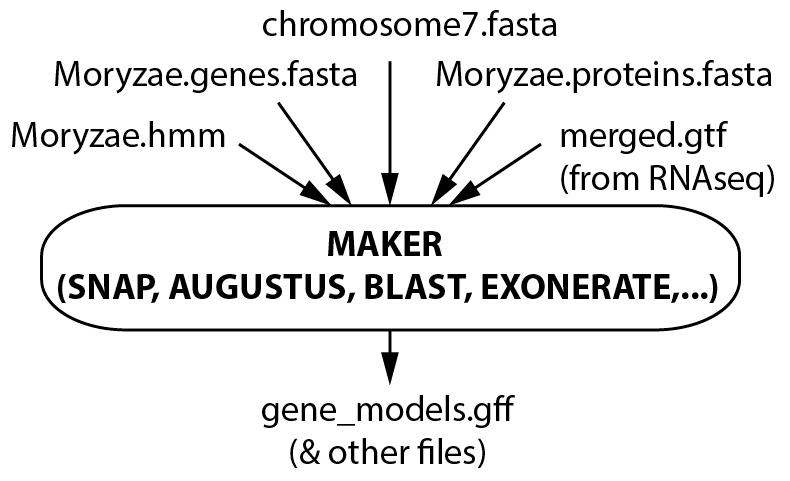 chromosome7.fasta
Moryzae.genes.fasta
Moryzae.proteins.fasta
Moryzae.hmm
merged.gtf
(from RNAseq)
MAKER
(SNAP, AUGUSTUS, BLAST, EXONERATE,...)
gene_models.gff
(& other files)